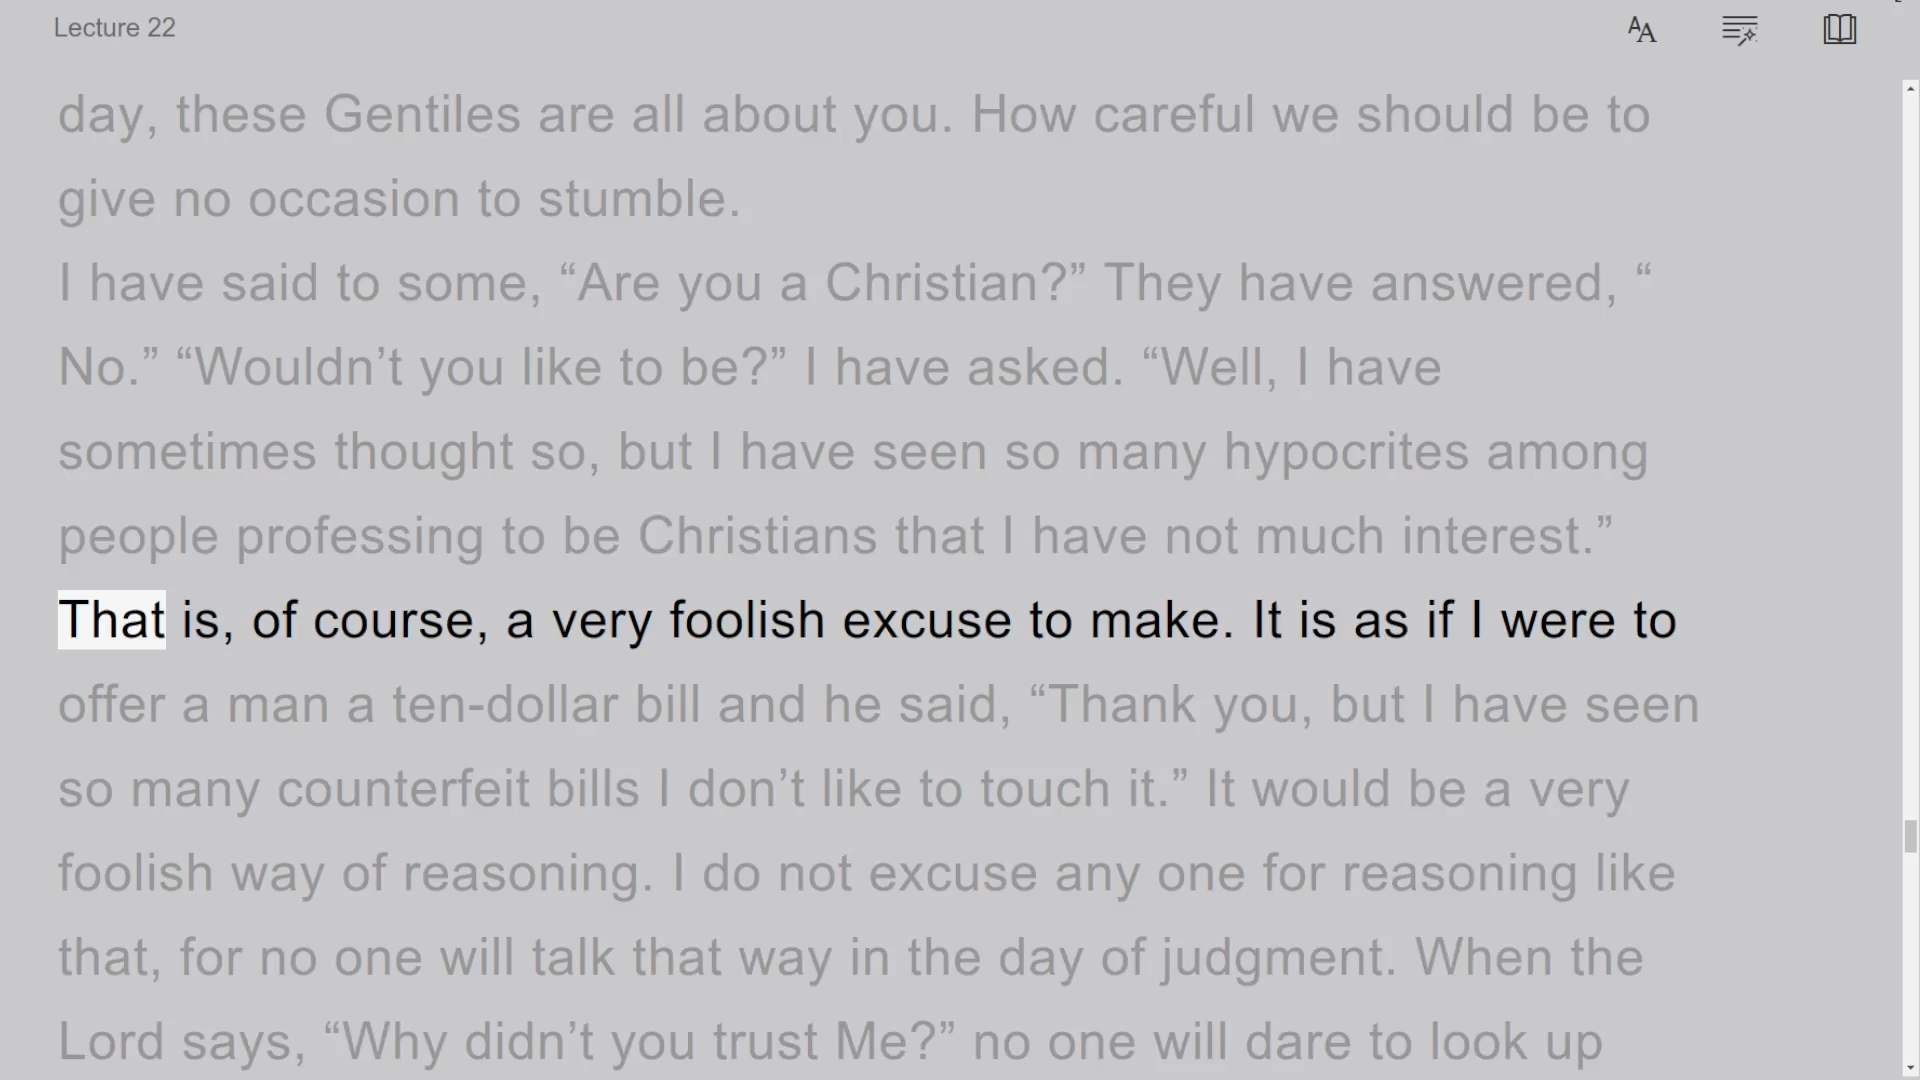 Lecture 22
day, these Gentiles are all about you. How careful we should be to
give no occasion to stumble.
I have said to some, “Are you a Christian?” They have answered, “
No.” “Wouldn’t you like to be?” I have asked. “Well, I have
sometimes thought so, but I have seen so many hypocrites among
people professing to be Christians that I have not much interest.”
That is, of course, a very foolish excuse to make. It is as if I were to
offer a man a ten-dollar bill and he said, “Thank you, but I have seen
so many counterfeit bills I don’t like to touch it.” It would be a very
foolish way of reasoning. I do not excuse any one for reasoning like
that, for no one will talk that way in the day of judgment. When the
Lord says, “Why didn’t you trust Me?” no one will dare to look up